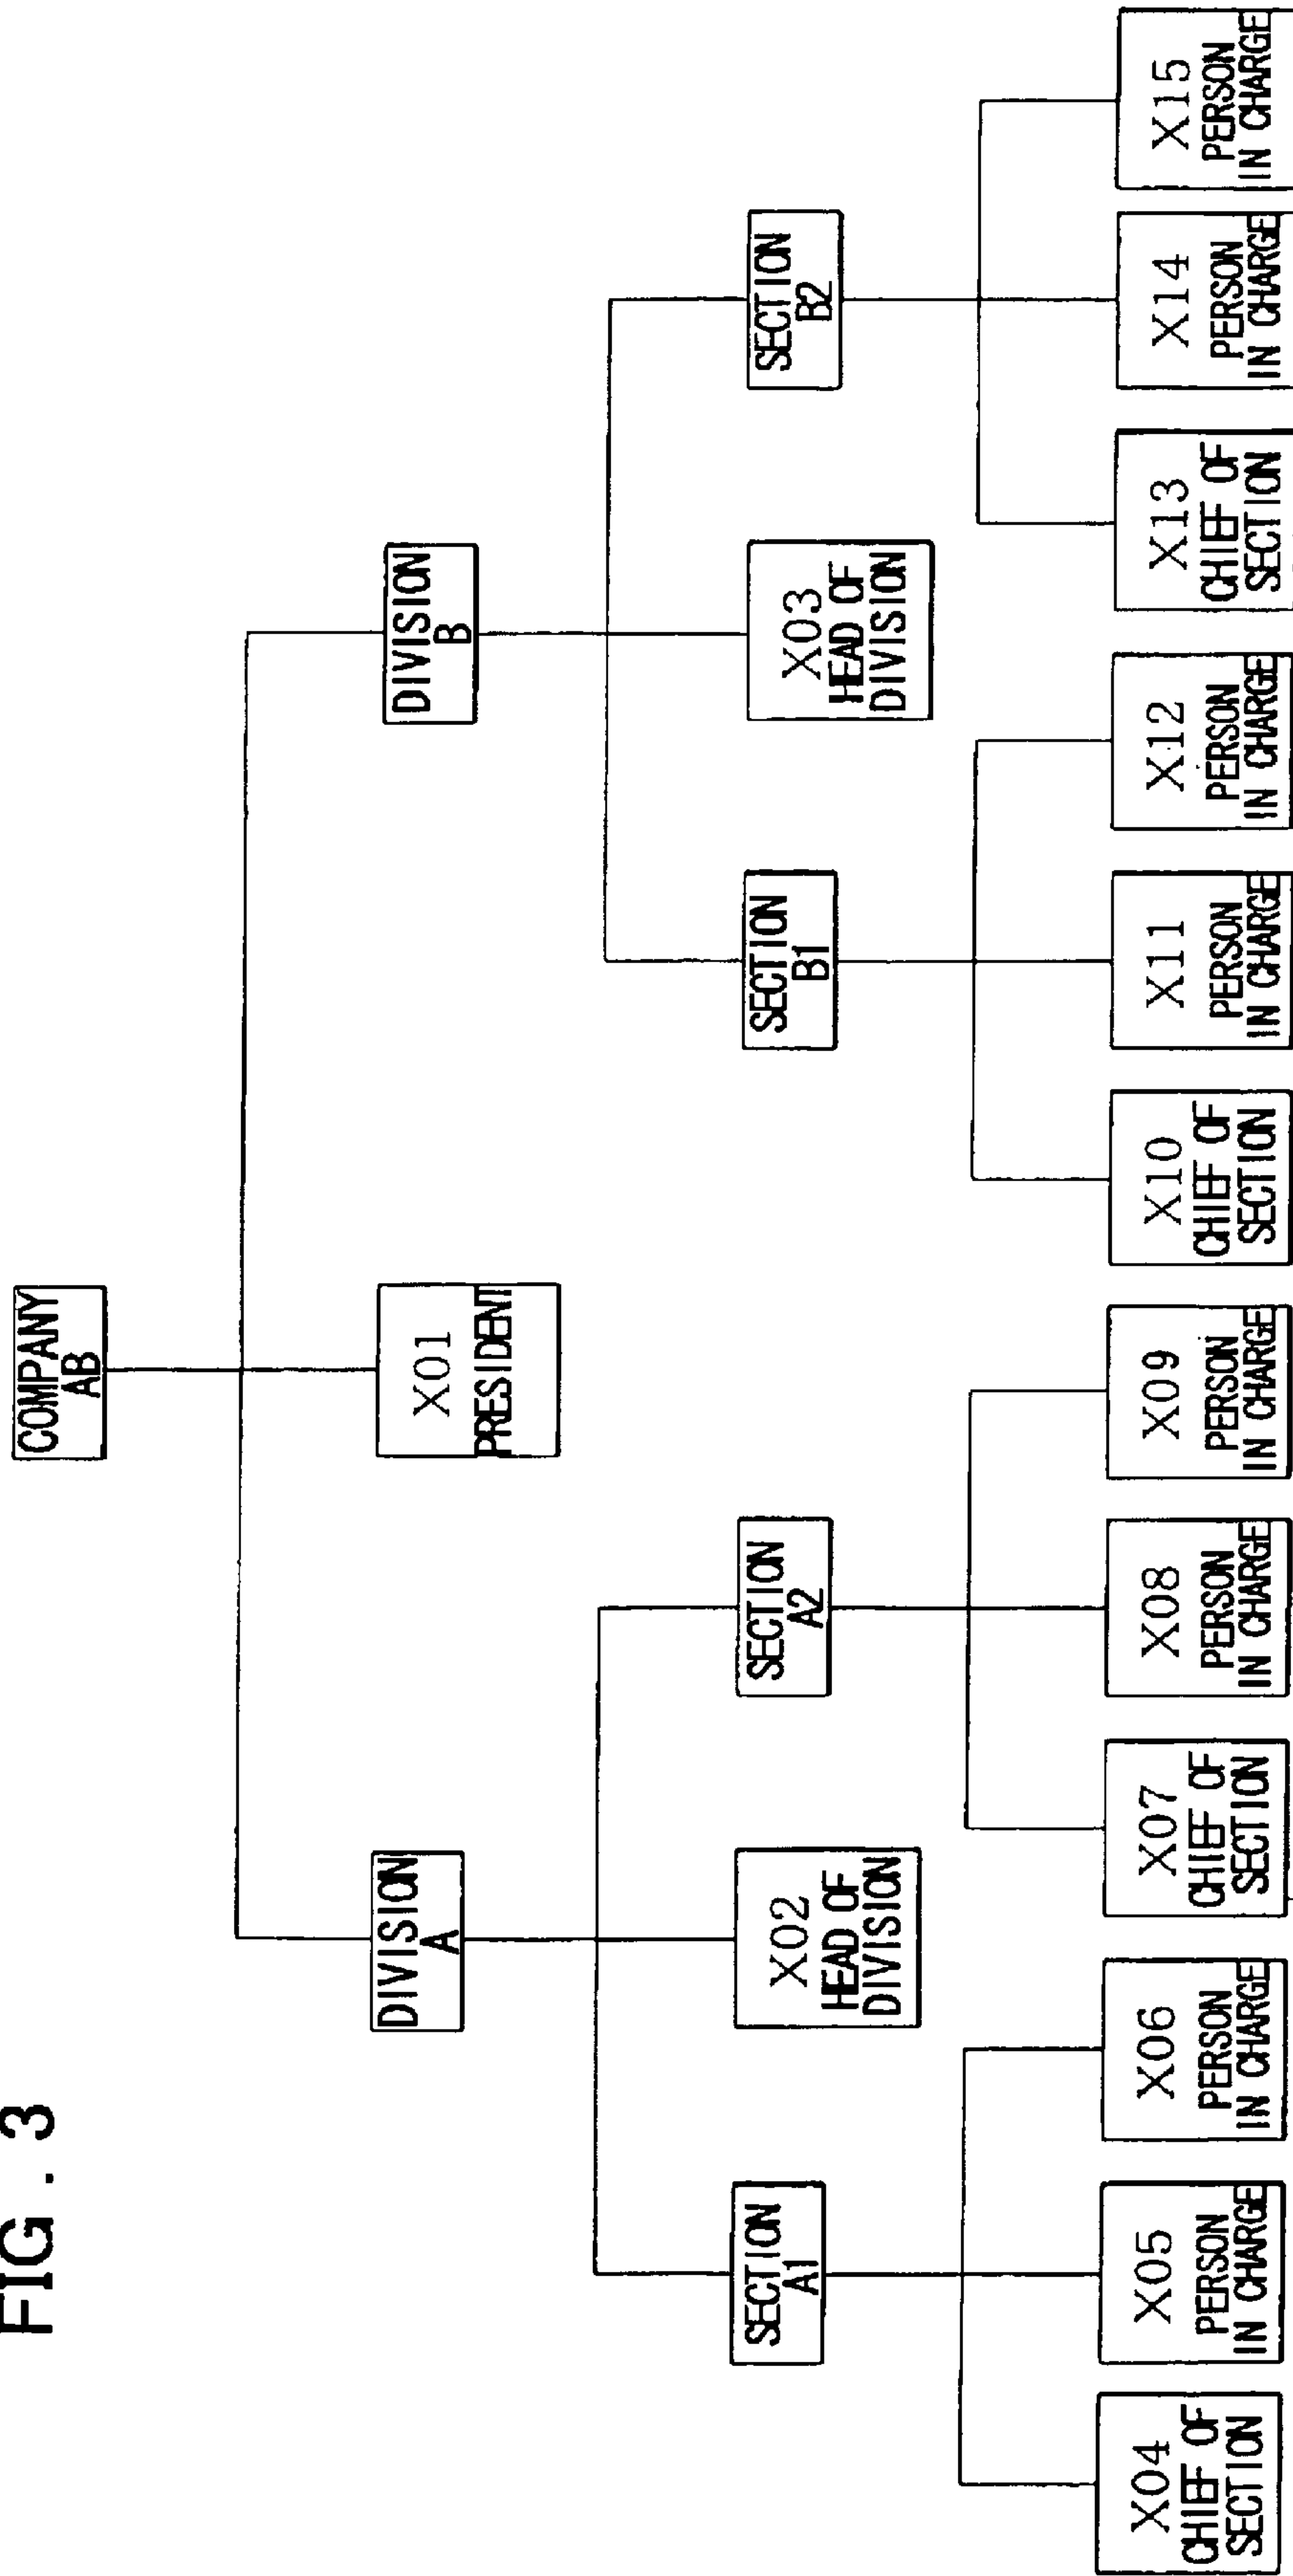 FIG. 3
COMPANY
AB
DIVISION
A
X01
PRESIDENT
DIVISION
B
SECTION
A1
X02
HEAD OF
DIVISION
SECTION
A2
SECTION
B1
X03
HEAD OF
DIVISION
SECTION
B2
X04
CHIEF OF
SECTION
X05
PERSON
IN CHARGE
X06
PERSON
IN CHARGE
X07
CHIEF OF
SECTION
X08
PERSON
IN CHARGE
X09
PERSON
IN CHARGE
X10
CHIEF OF
SECTION
X11
PERSON
IN CHARGE
X12
PERSON
IN CHARGE
X13
CHIEF OF
SECTION
X14
PERSON
IN CHARGE
X15
PERSON
IN CHARGE